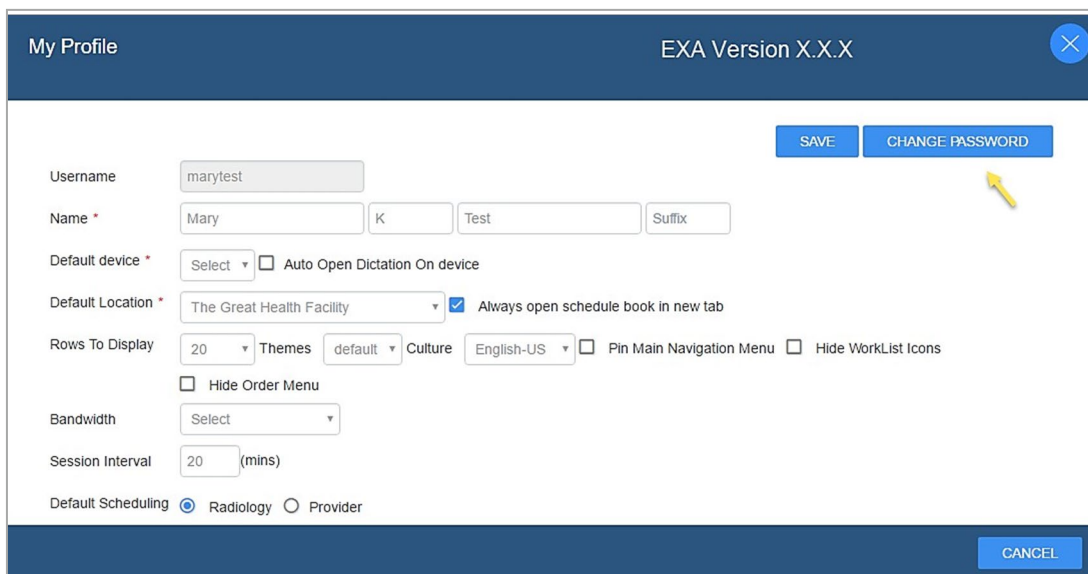 My Profile EXA Version X.X.X
SAVE CHANGE PASSWORD
Username marytest
Name * Mary K Test Suffix
Default device * Select Auto Open Dictation On device
Default Location * The Great Health Facility Always open schedule book in new tab
Rows To Display 20 Themes default Culture English-US Pin Main Navigation Menu Hide WorkList Icons
Hide Order Menu
Bandwidth Select
Session Interval 20 (mins)
Default Scheduling Radiology Provider
CANCEL